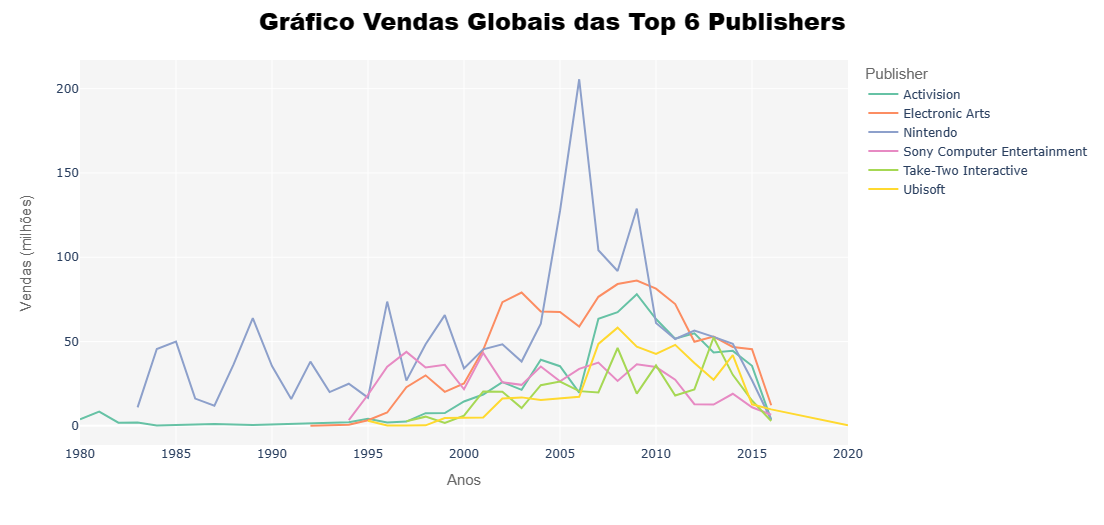 Gráfico Vendas Globais das Top 6 Publishers
Publisher
Activision
Electronic Arts
Nintendo
Sony Computer Entertainment
Take-Two Interactive
Ubisoft
Vendas (milhões)
200
150
100
50
0
1980 1985 1990 1995 2000 2005 2010 2015 2020
Anos